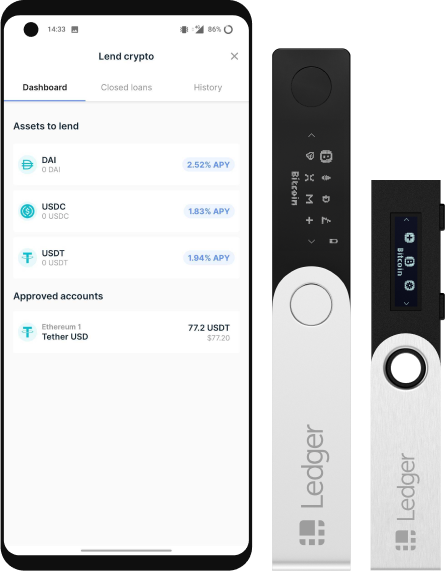 14:33
86%
Lend crypto
Dashboard
Closed loans
History
Assets to lend
DAI
0 DAI
2.52% APY
USDC
0 USDC
1.83% APY
USDT
0 USDT
1.94% APY
Approved accounts
Ethereum 1
77.2 USDT
Tether USD
$77.20
Bitcoin
Ledger
Bitcoin
Ledger